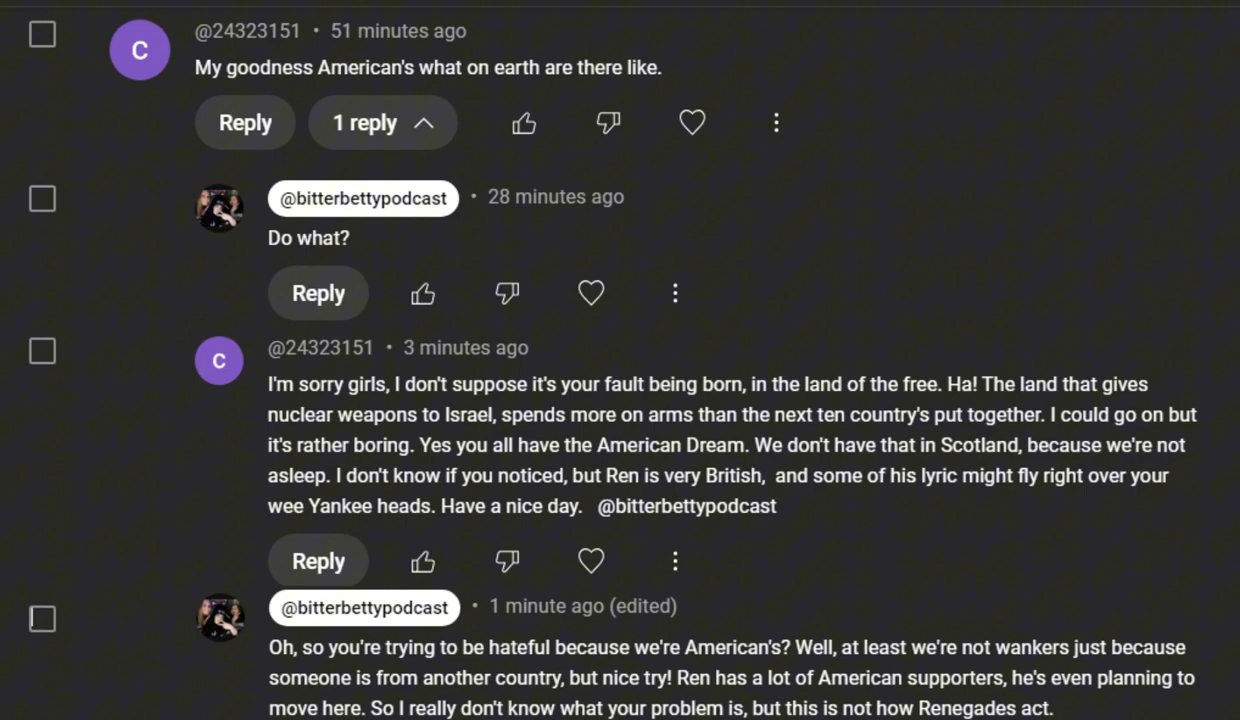 @24323151 • 51 minutes ago
My goodness American's what on earth are there like.
Reply 1 reply
@bitterbettypodcast • 28 minutes ago
Do what?
Reply
@24323151 • 3 minutes ago
I'm sorry girls, I don't suppose it's your fault being born, in the land of the free. Ha! The land that gives
nuclear weapons to Israel, spends more on arms than the next ten country's put together. I could go on but
it's rather boring. Yes you all have the American Dream. We don't have that in Scotland, because we're not
asleep. I don't know if you noticed, but Ren is very British, and some of his lyric might fly right over your
wee Yankee heads. Have a nice day. @bitterbettypodcast
Reply
@bitterbettypodcast • 1 minute ago (edited)
Oh, so you're trying to be hateful because we're American's? Well, at least we're not wankers just because
someone is from another country, but nice try! Ren has a lot of American supporters, he's even planning to
move here. So I really don't know what your problem is, but this is not how Renegades act.